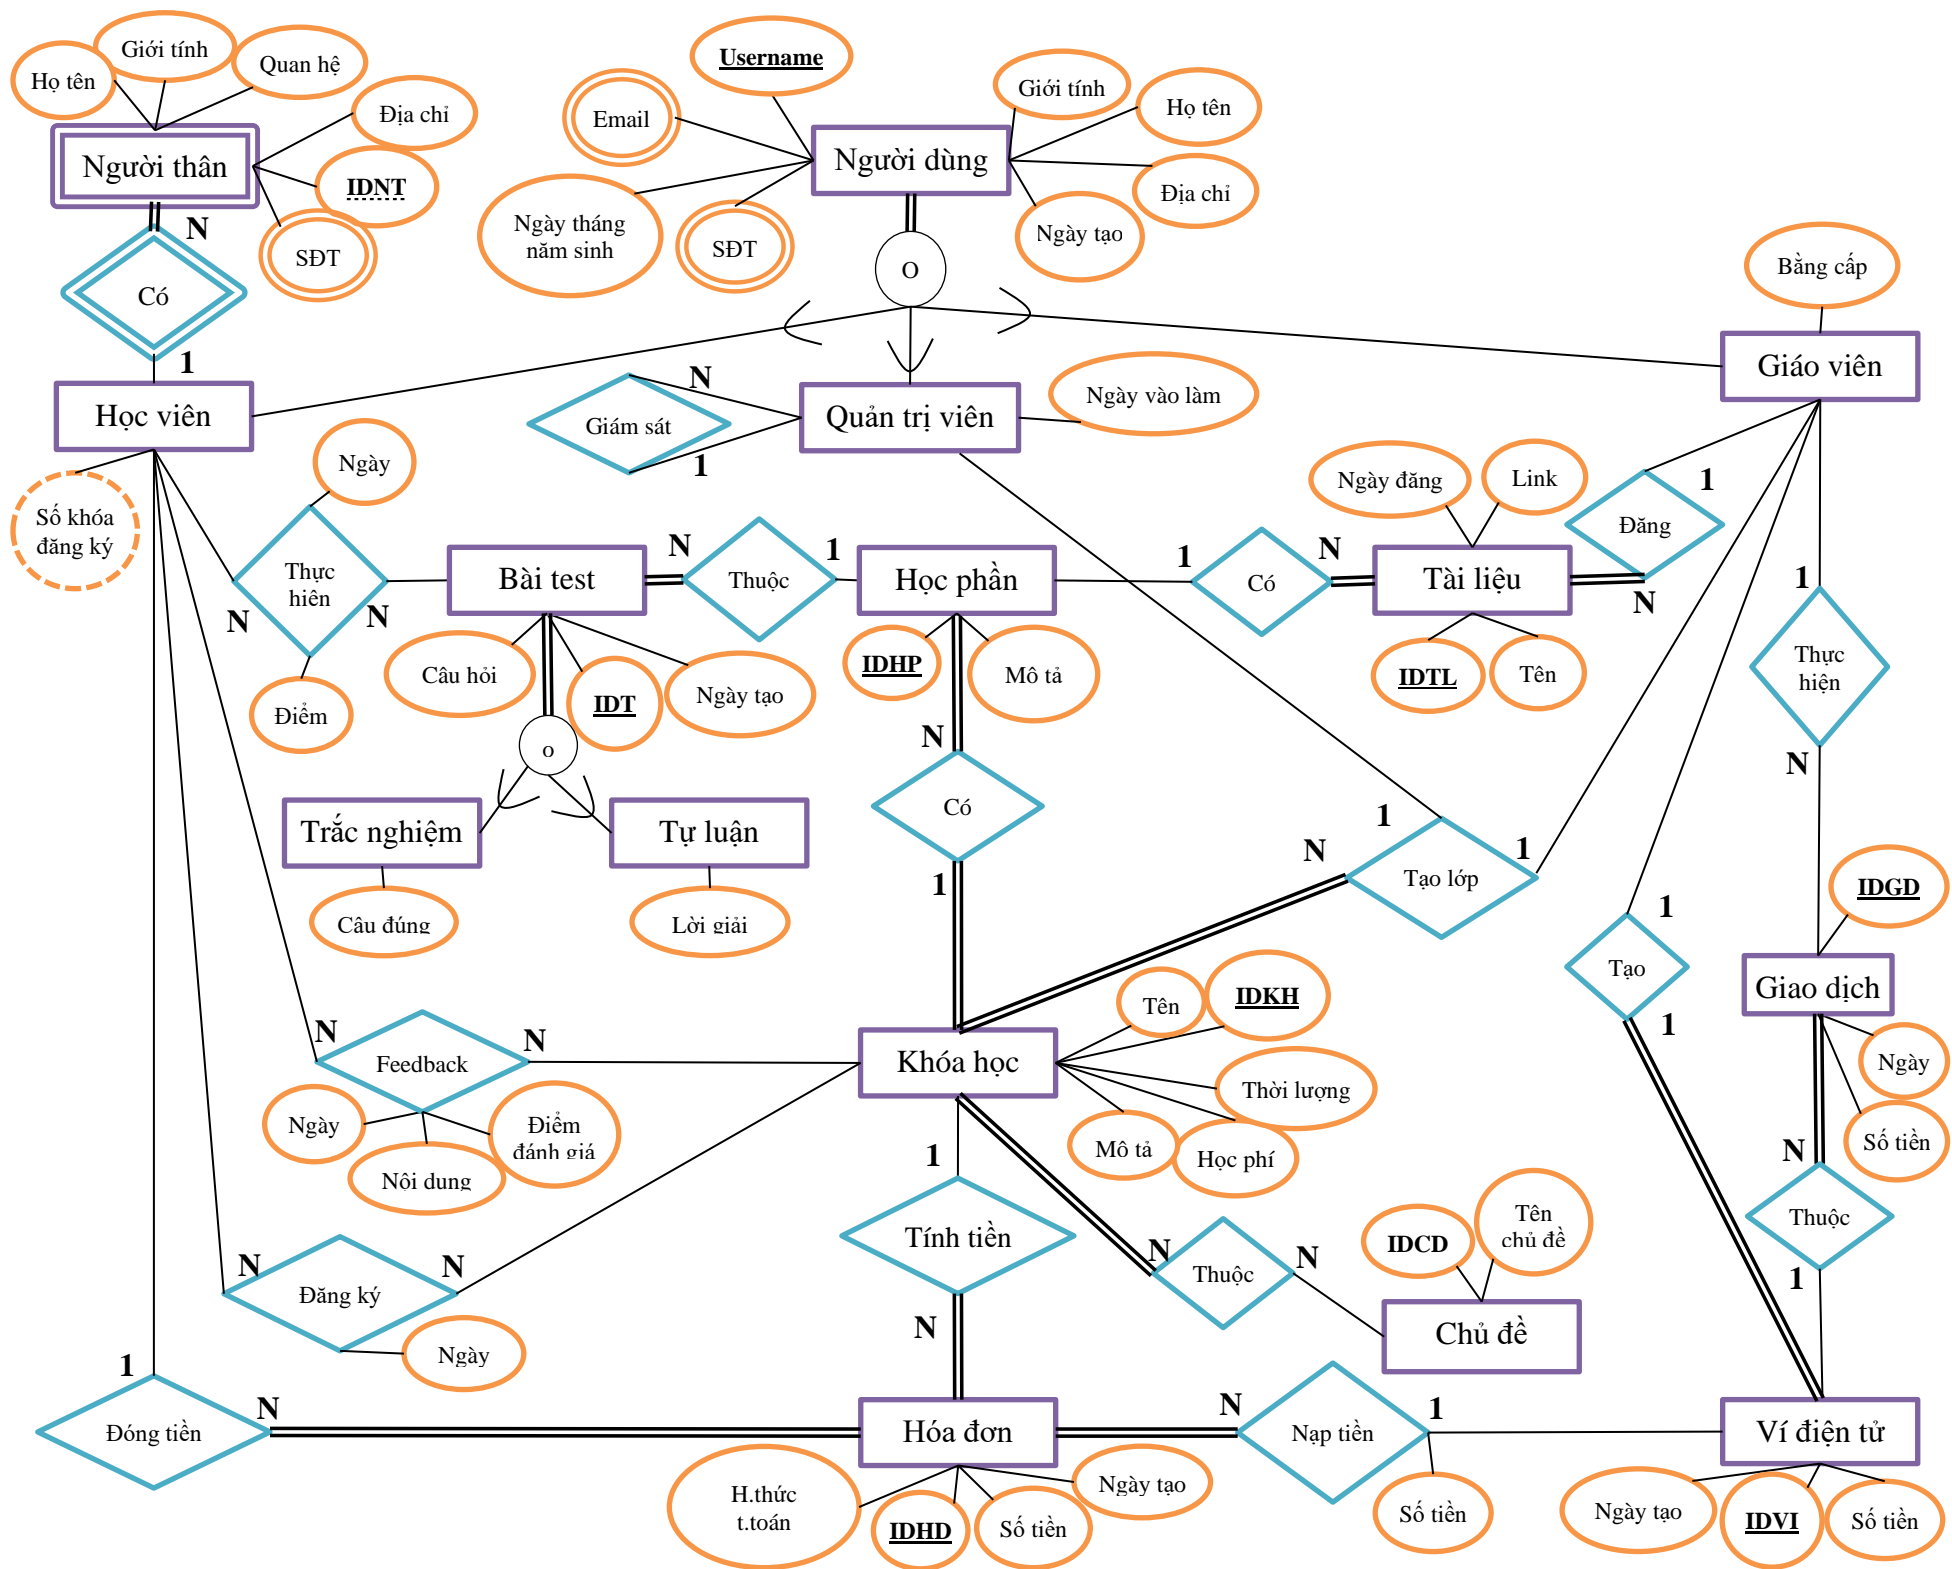 Giới tính
Họ tên
Quan hệ
Địa chỉ
Người thân
IDNT
SĐT
N
Có
1
Username
Email
Giới tính
Họ tên
Người dùng
Địa chỉ
Ngày tháng
năm sinh
SĐT
Ngày tạo
O
Bằng cấp
Giáo viên
Học viên
Giám sát
N
1
Quản trị viên
Ngày vào làm
Số khóa
đăng ký
Ngày
Thực
hiên
N
N
Điểm
Bài test
N
Thuộc
1
Học phần
1
Có
N
Ngày đăng
Link
Tài liệu
Đăng
1
N
1
Thực
hiện
N
Câu hỏi
IDT
Ngày tạo
IDHP
Mô tả
IDTL
Tên
o
N
Có
1
Trắc nghiệm
Tự luận
Câu đúng
Lời giải
1
N
Tạo lớp
1
1
Tạo
1
IDGD
Giao dịch
Ngày
Số tiền
N
Thuộc
1
N
Feedback
N
Ngày
Nội dung
Điểm
đánh giá
Khóa học
Tên
IDKH
Thời lượng
Mô tả
Học phí
1
Tính tiền
N
N
Thuộc
N
IDCD
Tên
chủ đề
Chủ đề
N
Đăng ký
N
Ngày
1
Đóng tiền
N
Hóa đơn
N
Nạp tiền
1
Ví điện tử
H.thức
t.toán
IDHD
Số tiền
Ngày tạo
Số tiền
Ngày tạo
IDVI
Số tiền